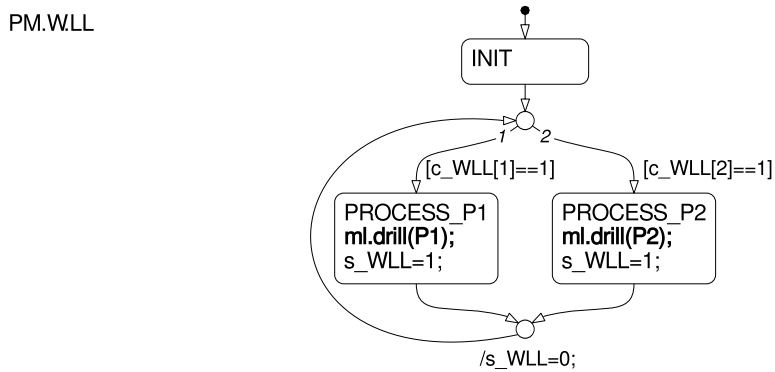 PM.W.LL
INIT
1 2
[c_WLL[1]==1] [c_WLL[2]==1]
PROCESS_P1
ml.drill(P1);
s_WLL=1;
PROCESS_P2
ml.drill(P2);
s_WLL=1;
/s_WLL=0;